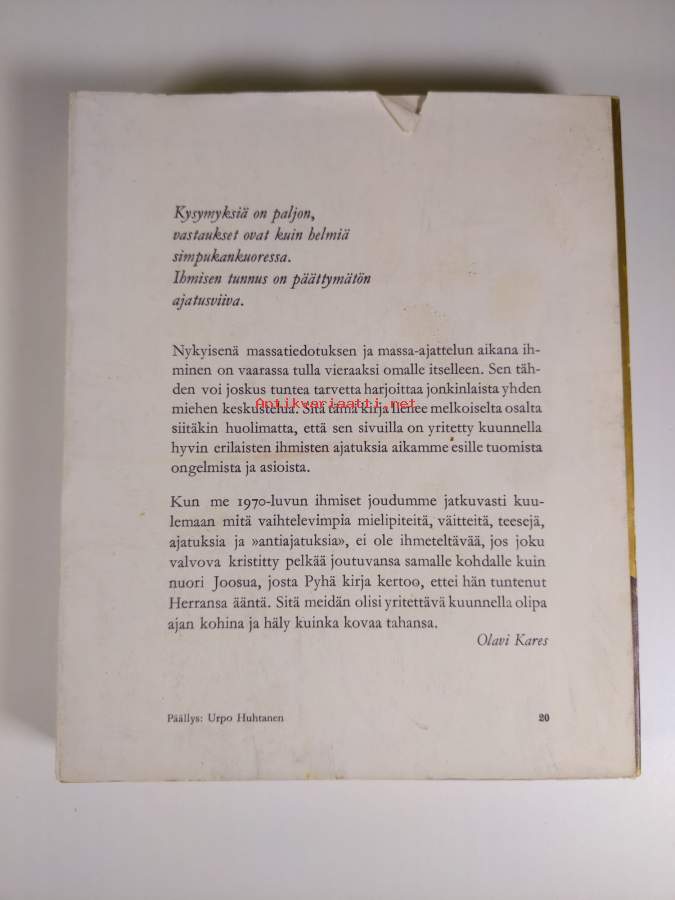 Kysymyksiä on paljon,
vastaukset ovat kuin helmiä
simpukankuoressa.
Ihmisen tunnus on päättymätön
ajatusviiva.
Nykyisenä massatiedotuksen ja massa-ajattelun aikana ih-
minen on vaarassa tulla vieraaksi omalle itselleen. Sen täh-
den voi joskus tuntea tarvetta harjoittaa jonkinlaista yhden
Antikvariaatti.net
miehen keskustelua. Sitä tämä kirja lienee melkoiselta osalta
siitäkin huolimatta, että sen sivuilla on yritetty kuunnella
hyvin erilaisten ihmisten ajatuksia aikamme esille tuomista
ongelmista ja asioista.
Kun me 1970-luvun ihmiset joudumme jatkuvasti kuu-
lemaan mitä vaihtelevimpia mielipiteitä, väitteitä, teesejä,
ajatuksia ja »antiajatuksia», ei ole ihmeteltävää, jos joku
valvova kristitty pelkää joutuvansa samalle kohdalle kuin
nuori Joosua, josta Pyhä kirja kertoo, ettei hän tuntenut
Herransa ääntä. Sitä meidän olisi yritettävä kuunnella olipa
ajan kohina ja häly kuinka kovaa tahansa.
Olavi Kares
Päällys: Urpo Huhtanen 20